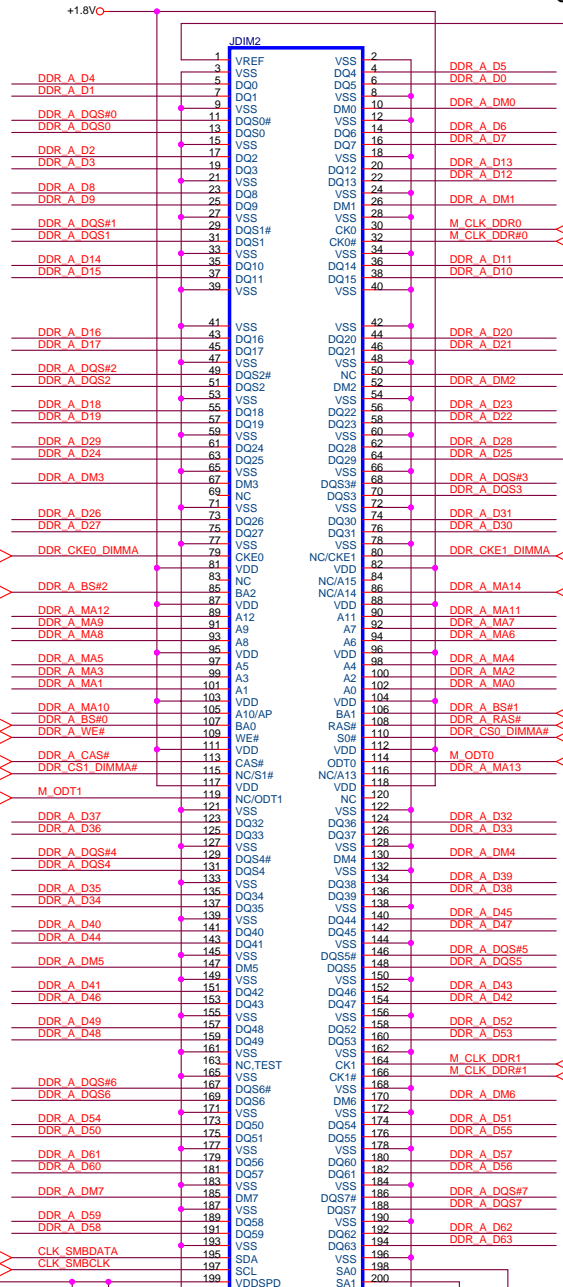 +1.8V
JDIM2
1 VREF VSS 2
3 VSS DQ4 4 DDR_A_D5
DDR_A_D4 5 DQ0 DQ5 6 DDR_A_D0
DDR_A_D1 7 DQ1 VSS 8
9 VSS DM0 10 DDR_A_DM0
DDR_A_DQS#0 11 DQS0# VSS 12
DDR_A_DQS0 13 DQS0 DQ6 14 DDR_A_D6
15 VSS DQ7 16 DDR_A_D7
DDR_A_D2 17 DQ2 VSS 18
DDR_A_D3 19 DQ3 DQ12 20 DDR_A_D13
21 VSS DQ13 22 DDR_A_D12
DDR_A_D8 23 DQ8 VSS 24
DDR_A_D9 25 DQ9 DM1 26 DDR_A_DM1
27 VSS VSS 28
DDR_A_DQS#1 29 DQS1# CK0 30 M_CLK_DDR0
DDR_A_DQS1 31 DQS1 CK0# 32 M_CLK_DDR#0
33 VSS VSS 34
DDR_A_D14 35 DQ10 DQ14 36 DDR_A_D11
DDR_A_D15 37 DQ11 DQ15 38 DDR_A_D10
39 VSS VSS 40
41 VSS VSS 42
DDR_A_D16 43 DQ16 DQ20 44 DDR_A_D20
DDR_A_D17 45 DQ17 DQ21 46 DDR_A_D21
47 VSS VSS 48
DDR_A_DQS#2 49 DQS2# NC 50
DDR_A_DQS2 51 DQS2 DM2 52 DDR_A_DM2
53 VSS VSS 54
DDR_A_D18 55 DQ18 DQ22 56 DDR_A_D23
DDR_A_D19 57 DQ19 DQ23 58 DDR_A_D22
59 VSS VSS 60
DDR_A_D29 61 DQ24 DQ28 62 DDR_A_D28
DDR_A_D24 63 DQ25 DQ29 64 DDR_A_D25
65 VSS VSS 66
DDR_A_DM3 67 DM3 DQS3# 68 DDR_A_DQS#3
69 NC DQS3 70 DDR_A_DQS3
71 VSS VSS 72
DDR_A_D26 73 DQ26 DQ30 74 DDR_A_D31
DDR_A_D27 75 DQ27 DQ31 76 DDR_A_D30
77 VSS VSS 78
DDR_CKE0_DIMMA 79 CKE0 NC/CKE1 80 DDR_CKE1_DIMMA
81 VDD VDD 82
83 NC NC/A15 84
DDR_A_BS#2 85 BA2 NC/A14 86 DDR_A_MA14
87 VDD VDD 88
DDR_A_MA12 89 A12 A11 90 DDR_A_MA11
DDR_A_MA9 91 A9 A7 92 DDR_A_MA7
DDR_A_MA8 93 A8 A6 94 DDR_A_MA6
95 VDD VDD 96
DDR_A_MA5 97 A5 A4 98 DDR_A_MA4
DDR_A_MA3 99 A3 A2 100 DDR_A_MA2
DDR_A_MA1 101 A1 A0 102 DDR_A_MA0
103 VDD VDD 104
DDR_A_MA10 105 A10/AP BA1 106 DDR_A_BS#1
DDR_A_BS#0 107 BA0 RAS# 108 DDR_A_RAS#
DDR_A_WE# 109 WE# S0# 110 DDR_CS0_DIMMA#
111 VDD VDD 112
DDR_A_CAS# 113 CAS# ODT0 114 M_ODT0
DDR_CS1_DIMMA# 115 NC/S1# NC/A13 116 DDR_A_MA13
117 VDD VDD 118
M_ODT1 119 NC/ODT1 NC 120
121 VSS VSS 122
DDR_A_D37 123 DQ32 DQ36 124 DDR_A_D32
DDR_A_D36 125 DQ33 DQ37 126 DDR_A_D33
127 VSS VSS 128
DDR_A_DQS#4 129 DQS4# DM4 130 DDR_A_DM4
DDR_A_DQS4 131 DQS4 VSS 132
133 VSS DQ38 134 DDR_A_D39
DDR_A_D35 135 DQ34 DQ39 136 DDR_A_D38
DDR_A_D34 137 DQ35 VSS 138
139 VSS DQ44 140 DDR_A_D45
DDR_A_D40 141 DQ40 DQ45 142 DDR_A_D47
DDR_A_D44 143 DQ41 VSS 144
145 VSS DQS5# 146 DDR_A_DQS#5
DDR_A_DM5 147 DM5 DQS5 148 DDR_A_DQS5
149 VSS VSS 150
DDR_A_D41 151 DQ42 DQ46 152 DDR_A_D43
DDR_A_D46 153 DQ43 DQ47 154 DDR_A_D42
155 VSS VSS 156
DDR_A_D49 157 DQ48 DQ52 158 DDR_A_D52
DDR_A_D48 159 DQ49 DQ53 160 DDR_A_D53
161 VSS VSS 162
163 NC,TEST CK1 164 M_CLK_DDR1
165 VSS CK1# 166 M_CLK_DDR#1
DDR_A_DQS#6 167 DQS6# VSS 168
DDR_A_DQS6 169 DQS6 DM6 170 DDR_A_DM6
171 VSS VSS 172
DDR_A_D54 173 DQ50 DQ54 174 DDR_A_D51
DDR_A_D50 175 DQ51 DQ55 176 DDR_A_D55
177 VSS VSS 178
DDR_A_D61 179 DQ56 DQ60 180 DDR_A_D57
DDR_A_D60 181 DQ57 DQ61 182 DDR_A_D56
183 VSS VSS 184
DDR_A_DM7 185 DM7 DQS7# 186 DDR_A_DQS#7
187 VSS DQS7 188 DDR_A_DQS7
DDR_A_D59 189 DQ58 VSS 190
DDR_A_D58 191 DQ59 DQ62 192 DDR_A_D62
193 VSS DQ63 194 DDR_A_D63
CLK_SMBDATA 195 SDA VSS 196
CLK_SMBCLK 197 SCL SA0 198
199 VDDSPD SA1 200